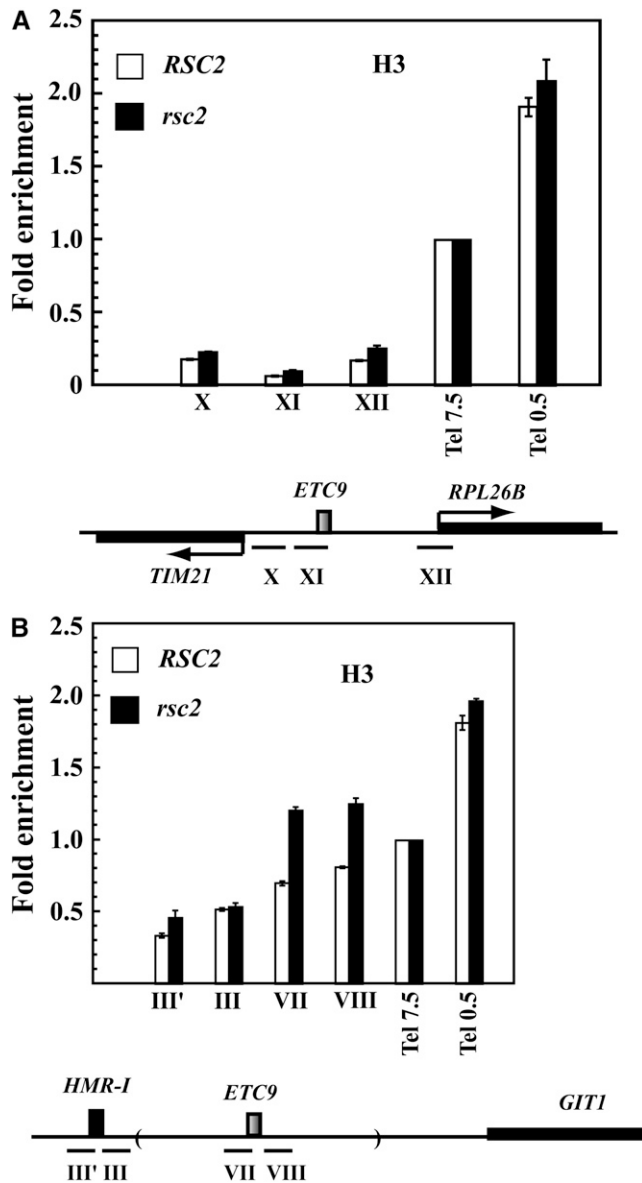 A
2.5
2.0
1.5
1.0
0.5
0
Fold enrichment
RSC2
rsc2
H3
X
XI
XII
Tel 7.5
Tel 0.5
ETC9
RPL26B
TIM21
X
XI
XII
B
2.5
2.0
1.5
1.0
0.5
Fold enrichment
RSC2
rsc2
H3
III'
III
VII
VIII
Tel 7.5
Tel 0.5
HMR-I
ETC9
GIT1
(
)
III' III
VII VIII